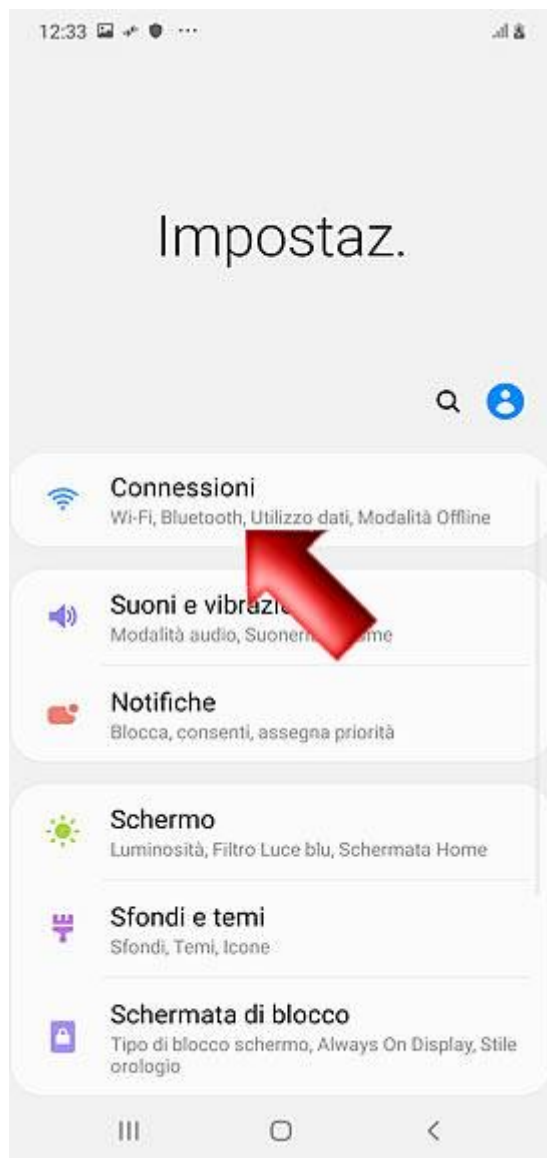 12:33
Impostaz.
Connessioni
Wi-Fi, Bluetooth, Utilizzo dati, Modalità Offline
Suoni e
Modalità audio,
Notifiche
Blocca, consenti, assegna priorità
Schermo
Luminosità, Filtro Luce blu, Schermata Home
Sfondi e temi
Sfondi, Temi, Icone
Schermata di blocco
Tipo di blocco schermo, Always On Display, Stile
orologio